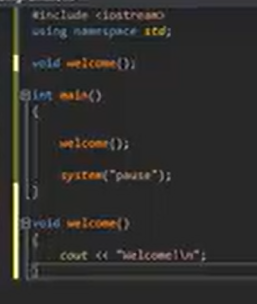 #include <iostream>
using namespace std;
void welcome();
int main()
{
welcome();
system("pause");
}
void welcome()
{
cout << "Welcome!\n";
}